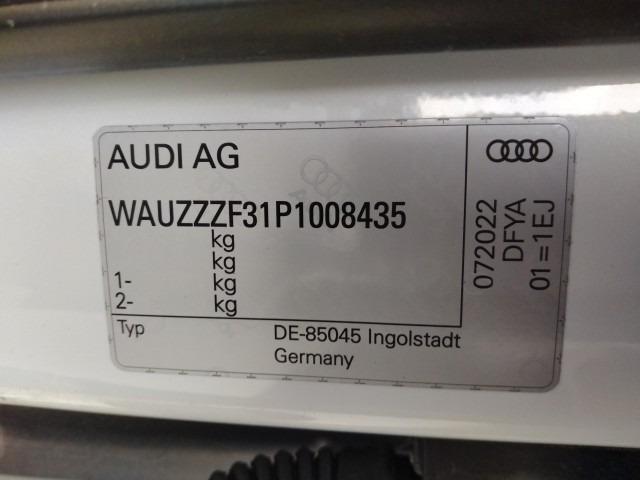 AUDI AG
WAUZZZF31P1008435
kg
kg
1- kg
2- kg
Typ
DE-85045 Ingolstadt
Germany
072022
DFYA
01=1EJ